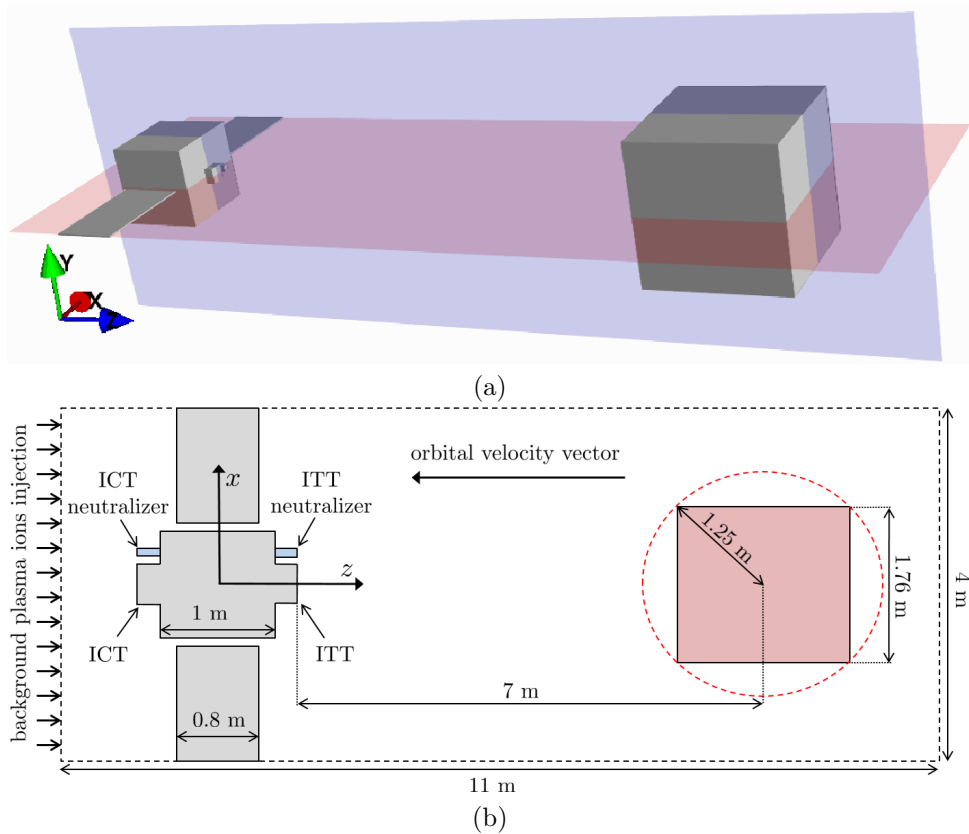 Y
X
Z
(a)
background plasma ions injection
ICT
neutralizer
ITT
neutralizer
orbital velocity vector
x
z
1.25 m
1.76 m
4 m
1 m
ICT
ITT
7 m
0.8 m
11 m
(b)